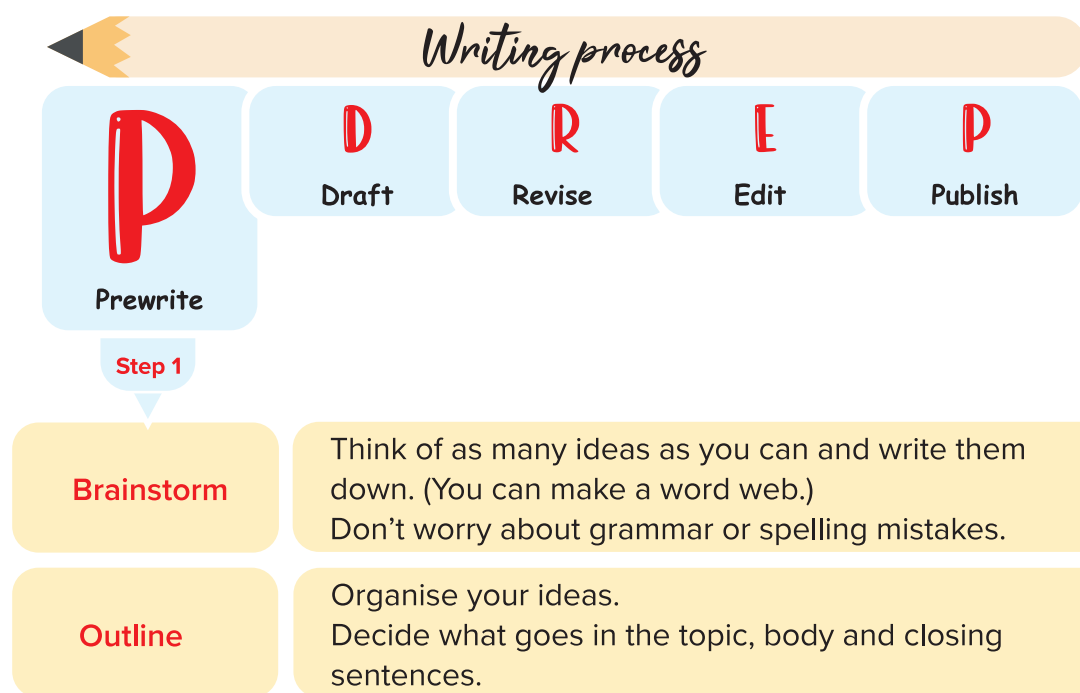 Writing process
P
D
R
E
P
Prewrite
Draft
Revise
Edit
Publish
Step 1
Brainstorm
Think of as many ideas as you can and write them
down. (You can make a word web.)
Don’t worry about grammar or spelling mistakes.
Outline
Organise your ideas.
Decide what goes in the topic, body and closing
sentences.